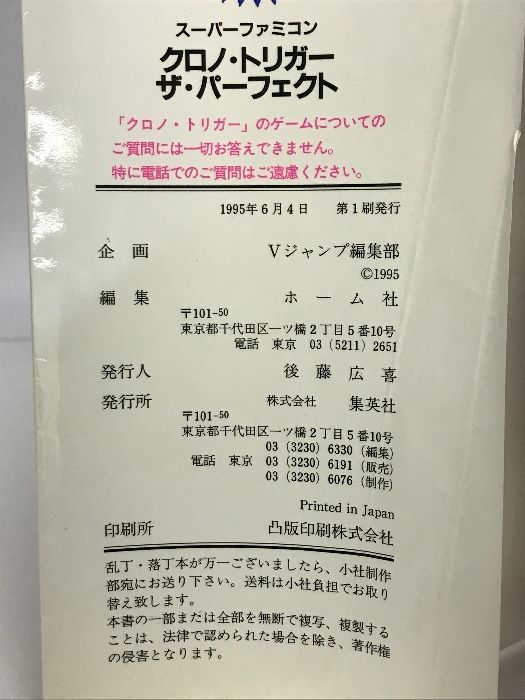 スーパーファミコン
クロノ・トリガー
ザ・パーフェクト
「クロノ・トリガー」のゲームについての
ご質問には一切お答えできません。
特に電話でのご質問はご遠慮ください。
1995年6月4日　第1刷発行
企　画　Vジャンプ編集部
©1995
編　集　ホーム社
〒101-50
東京都千代田区一ツ橋2丁目5番10号
電話　東京　03（5211）2651
発行人　後藤広喜
発行所　株式会社　集英社
〒101-50
東京都千代田区一ツ橋2丁目5番10号
03（3230）6330（編集）
電話　東京　03（3230）6191（販売）
03（3230）6076（制作）
Printed in Japan
印刷所　凸版印刷株式会社
乱丁・落丁本が万一ございましたら、小社制作
部宛にお送り下さい。送料は小社負担でお取り
替え致します。
本書の一部または全部を無断で複写、複製する
ことは、法律で認められた場合を除き、著作権
の侵害となります。